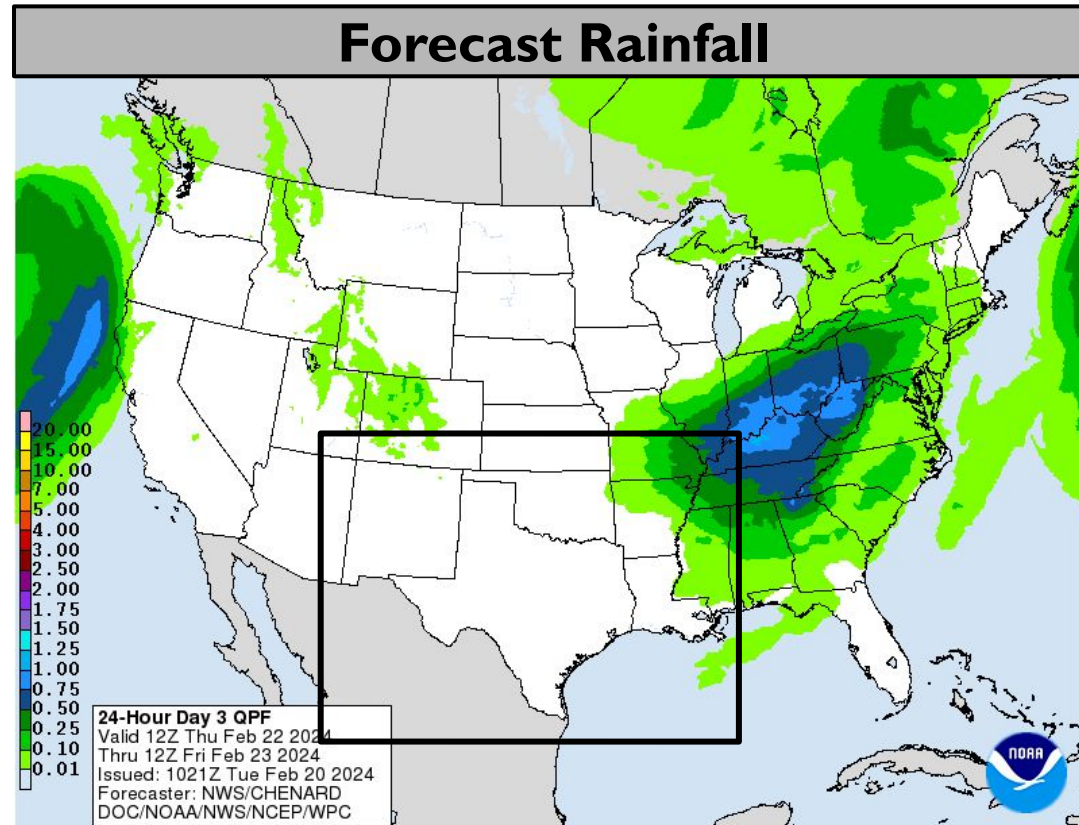 Forecast Rainfall
20.00
15.00
10.00
7.00
5.00
4.00
3.00
2.50
2.00
1.75
1.50
1.25
1.00
0.75
0.50
0.25
0.10
0.01
24-Hour Day 3 QPF
Valid 12Z Thu Feb 22 2024
Thru 12Z Fri Feb 23 2024
Issued: 1021Z Tue Feb 20 2024
Forecaster: NWS/CHENARD
DOC/NOAA/NWS/NCEP/WPC
NOAA